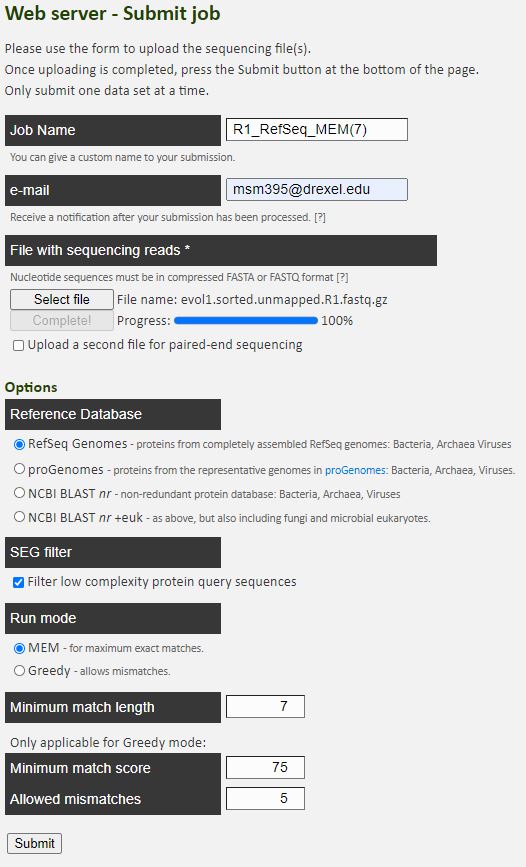 Web server - Submit job
Please use the form to upload the sequencing file(s).
Once uploading is completed, press the Submit button at the bottom of the page.
Only submit one data set at a time.
Job Name R1_RefSeq_MEM(7)
You can give a custom name to your submission.
e-mail msm395@drexel.edu
Receive a notification after your submission has been processed. [?]
File with sequencing reads *
Nucleotide sequences must be in compressed FASTA or FASTQ format [?]
Select file File name: evol1.sorted.unmapped.R1.fastq.gz
Complete! Progress: 100%
Upload a second file for paired-end sequencing
Options
Reference Database
RefSeq Genomes - proteins from completely assembled RefSeq genomes: Bacteria, Archaea Viruses
proGenomes - proteins from the representative genomes in proGenomes: Bacteria, Archaea, Viruses.
NCBI BLAST nr - non-redundant protein database: Bacteria, Archaea, Viruses
NCBI BLAST nr +euk - as above, but also including fungi and microbial eukaryotes.
SEG filter
Filter low complexity protein query sequences
Run mode
MEM - for maximum exact matches.
Greedy - allows mismatches.
Minimum match length 7
Only applicable for Greedy mode:
Minimum match score 75
Allowed mismatches 5
Submit